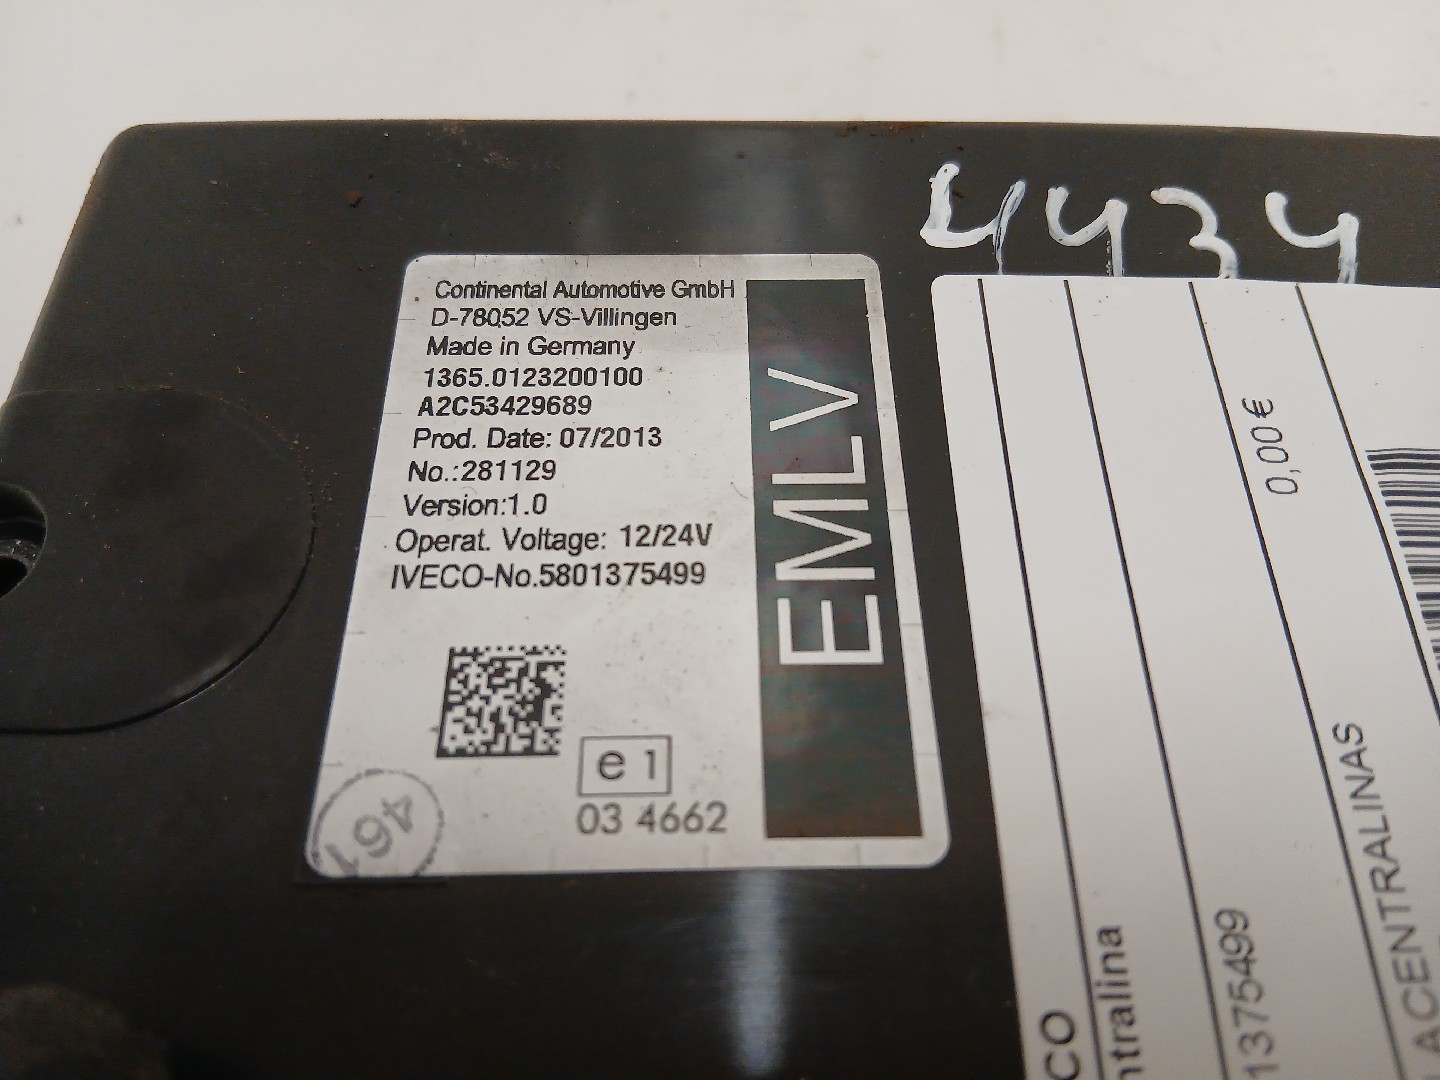 4434
Continental Automotive GmbH
D-78052 VS-Villingen
Made in Germany
1365.0123200100
A2C53429689
Prod. Date: 07/2013
No.:281129
Version:1.0
Operat. Voltage: 12/24V
IVECO-No.5801375499
EMLV
e1
03 4662
461
CO
ntralina
1375499
0,00€
ACENTRALINAS